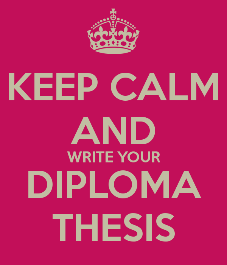 KEEP CALM
AND
WRITE YOUR
DIPLOMA
THESIS